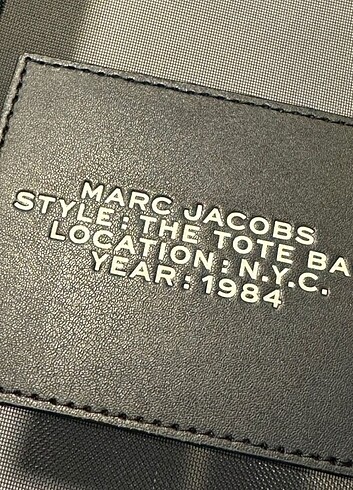 MARC JACOBS
STYLE: THE TOTE BA
LOCATION: N.Y.C.
YEAR: 1984